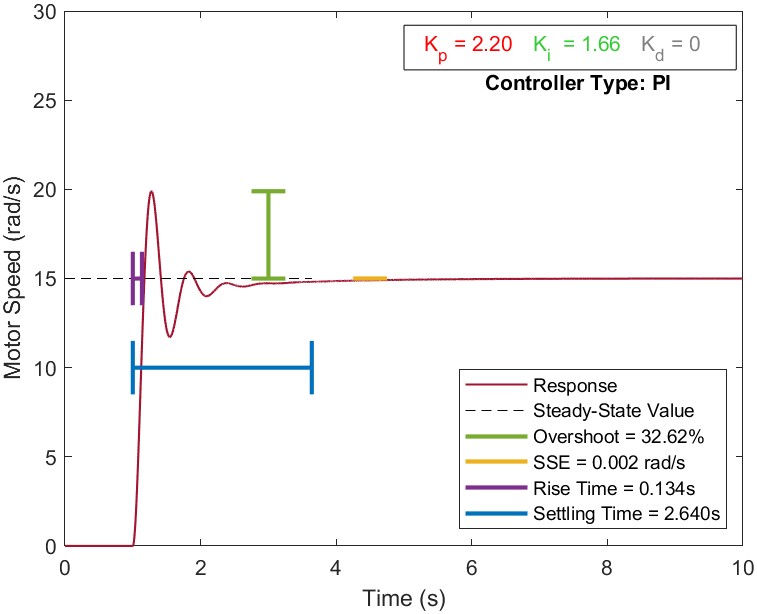 30
25
20
15
10
5
0
Motor Speed (rad/s)
Kp = 2.20 Ki = 1.66 Kd = 0
Controller Type: PI
Response
Steady-State Value
Overshoot = 32.62%
SSE = 0.002 rad/s
Rise Time = 0.134s
Settling Time = 2.640s
0 2 4 6 8 10
Time (s)